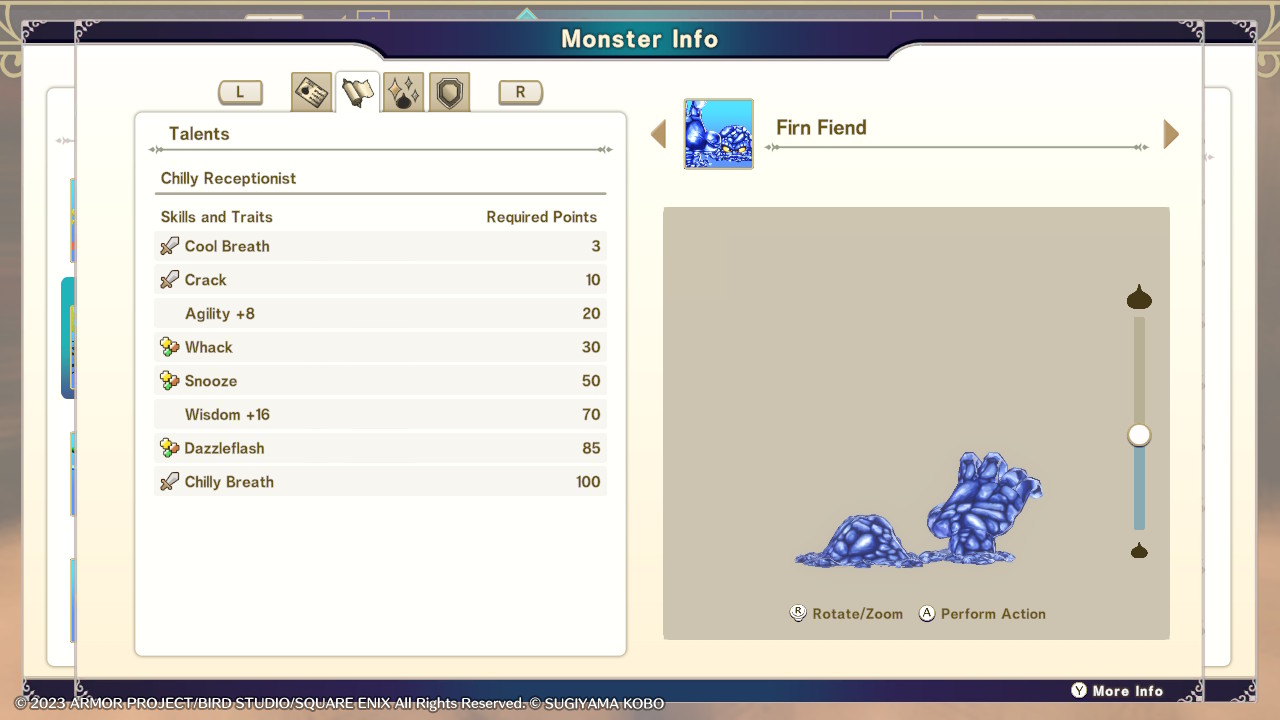 Monster Info
L
R
Talents
Chilly Receptionist
Skills and Traits Required Points
Cool Breath 3
Crack 10
Agility +8 20
Whack 30
Snooze 50
Wisdom +16 70
Dazzleflash 85
Chilly Breath 100
Firn Fiend
R Rotate/Zoom A Perform Action
Y More Info
© 2023 ARMOR PROJECT/BIRD STUDIO/SQUARE ENIX All Rights Reserved. © SUGIYAMA KOBO